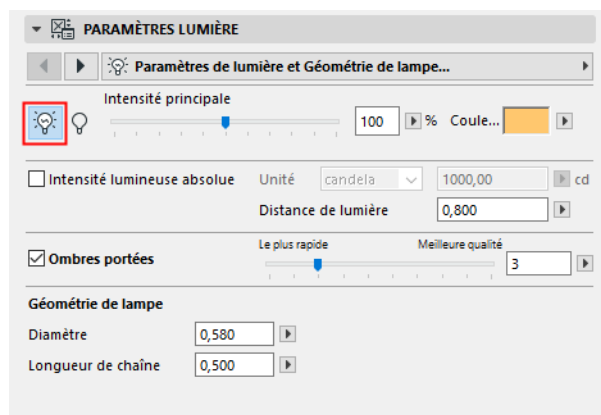 PARAMÈTRES LUMIÈRE
Paramètres de lumière et Géométrie de lampe...
Intensité principale
100 % Coule...
Intensité lumineuse absolue Unité candela 1000,00 cd
Distance de lumière 0,800
Le plus rapide Meilleure qualité
Ombres portées 3
Géométrie de lampe
Diamètre 0,580
Longueur de chaîne 0,500